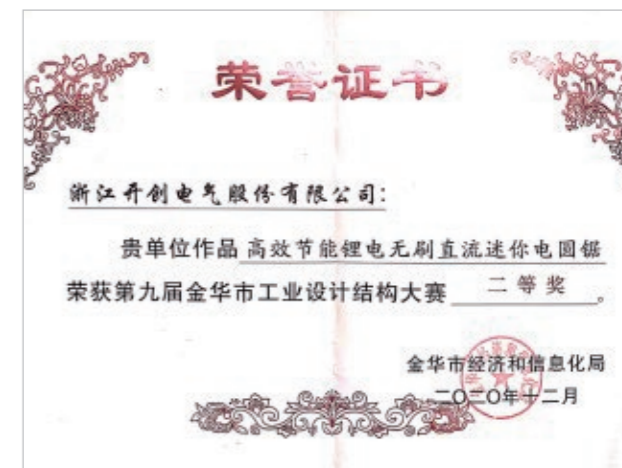 荣誉证书
浙江开创电气股份有限公司:
贵单位作品 高效节能锂电无刷直流迷你电圆锯
荣获第九届金华市工业设计结构大赛 二等奖 。
金华市经济和信息化局
二〇二〇年十二月